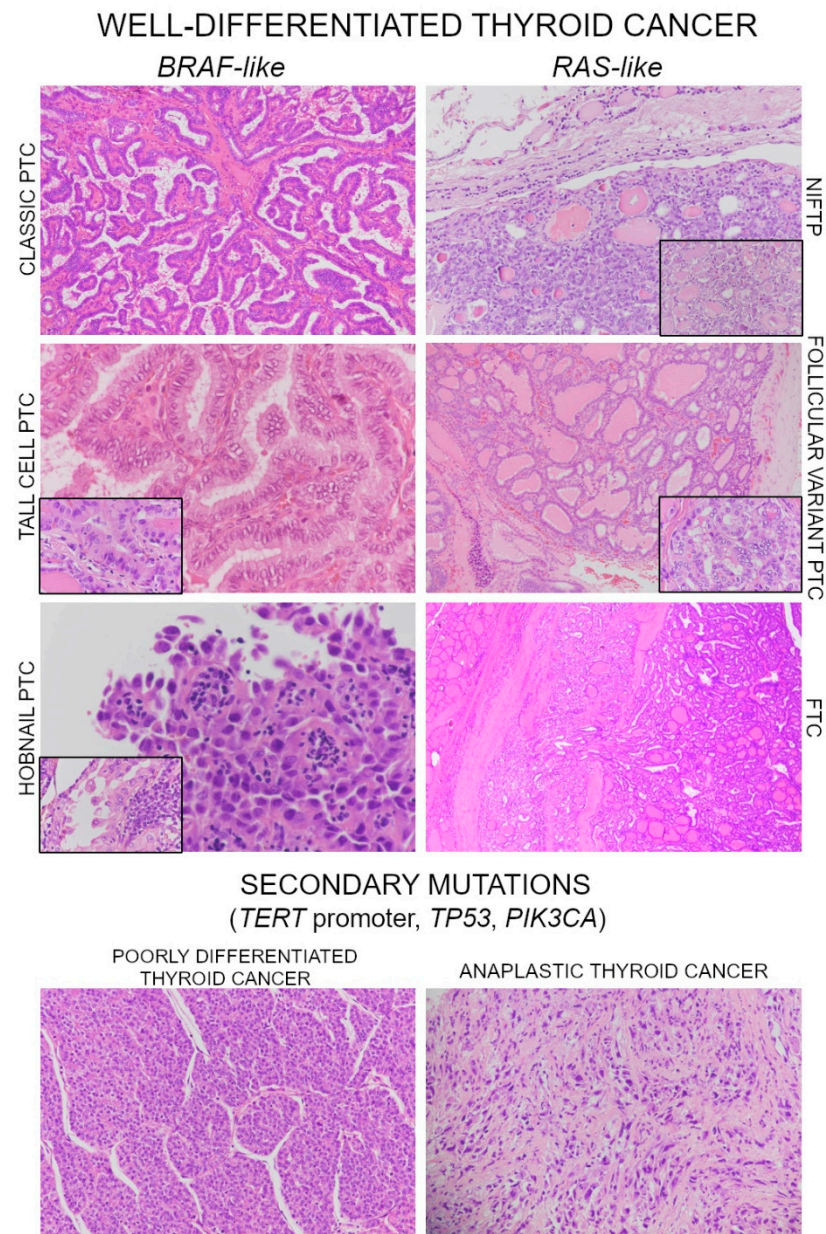 WELL-DIFFERENTIATED THYROID CANCER
BRAF-like
RAS-like
CLASSIC PTC
NIFTP
TALL CELL PTC
FOLLICULAR VARIANT PTC
HOBNAIL PTC
FTC
SECONDARY MUTATIONS
(TERT promoter, TP53, PIK3CA)
POORLY DIFFERENTIATED
THYROID CANCER
ANAPLASTIC THYROID CANCER